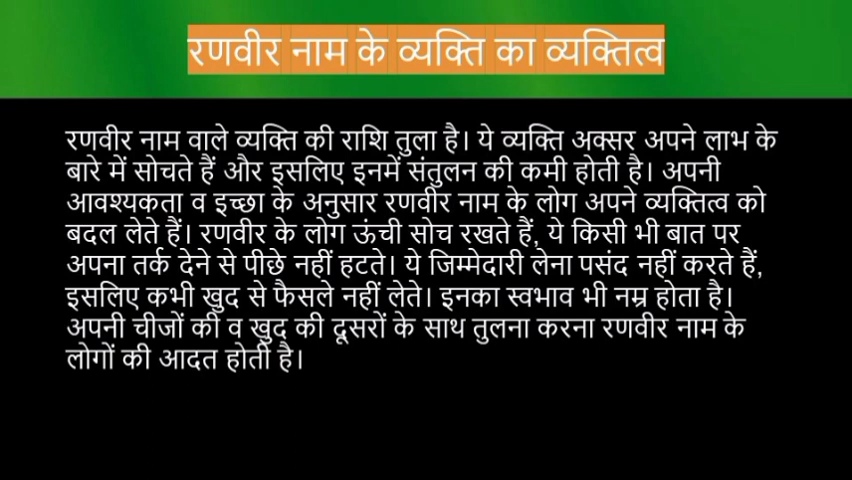 रणवीर नाम के व्यक्ति का व्यक्तित्व
रणवीर नाम वाले व्यक्ति की राशि तुला है। ये व्यक्ति अक्सर अपने लाभ के
बारे में सोचते हैं और इसलिए इनमें संतुलन की कमी होती है। अपनी
आवश्यकता व इच्छा के अनुसार रणवीर नाम के लोग अपने व्यक्तित्व को
बदल लेते हैं। रणवीर के लोग ऊंची सोच रखते हैं, ये किसी भी बात पर
अपना तर्क देने से पीछे नहीं हटते। ये जिम्मेदारी लेना पसंद नहीं करते हैं,
इसलिए कभी खुद से फैसले नहीं लेते। इनका स्वभाव भी नम्र होता है।
अपनी चीजों की व खुद की दूसरों के साथ तुलना करना रणवीर नाम के
लोगों की आदत होती है।